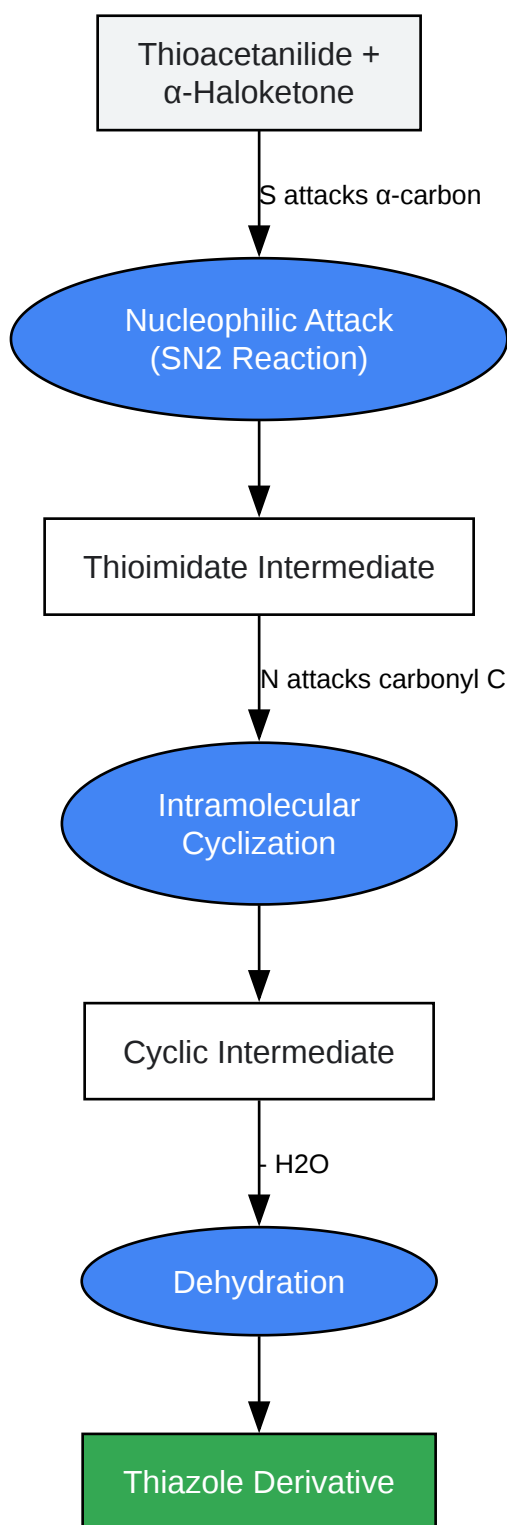 Thioacetanilide +
α-Haloketone
S attacks α-carbon
Nucleophilic Attack
(SN2 Reaction)
Thioimidate Intermediate
N attacks carbonyl C
Intramolecular
Cyclization
Cyclic Intermediate
- H2O
Dehydration
Thiazole Derivative